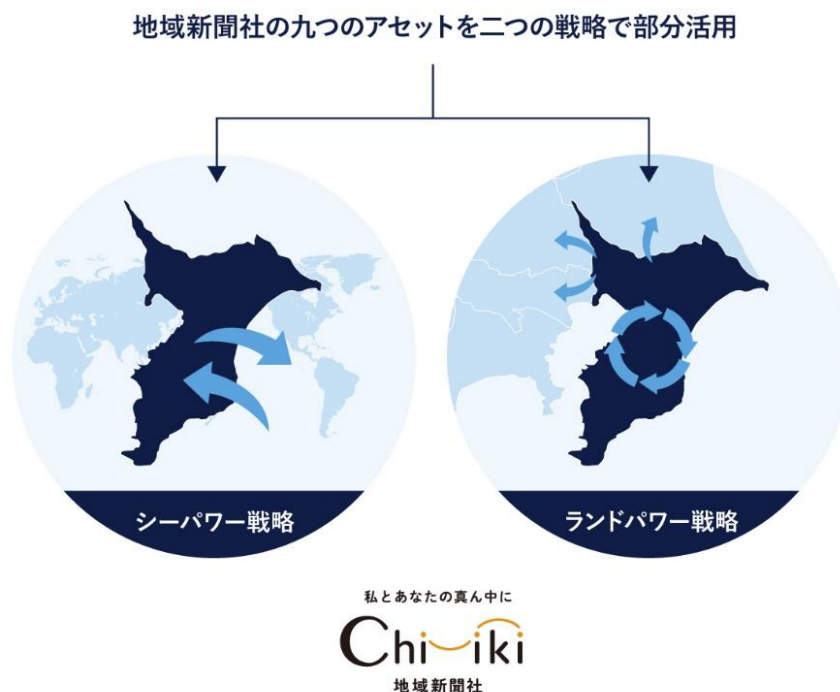 地域新聞社の九つのアセットを二つの戦略で部分活用
シーパワー戦略
ランドパワー戦略
私とあなたの真ん中に
Chiiki
地域新聞社